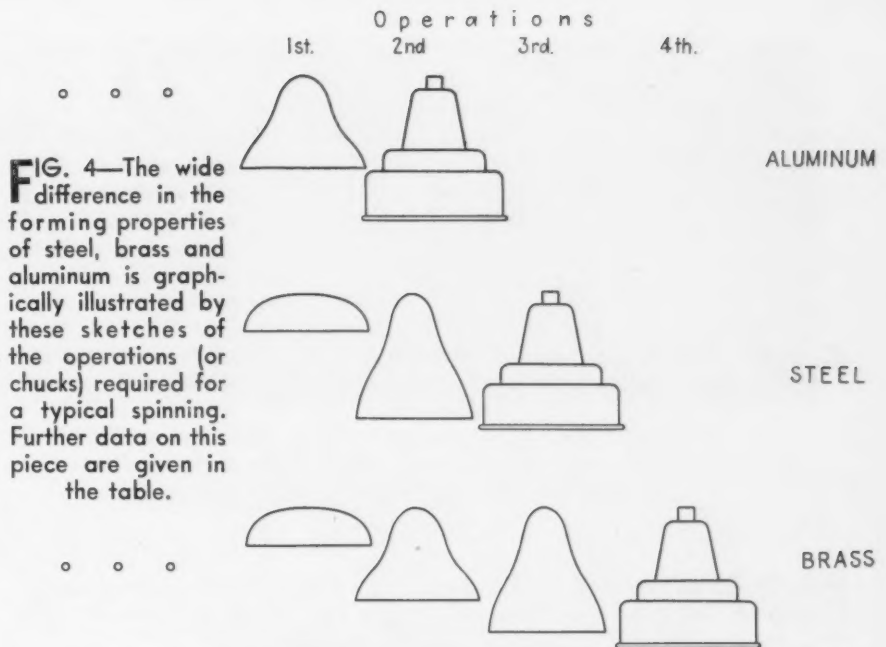 Operations
1st. 2nd 3rd. 4th.
FIG. 4—The wide
difference in the
forming properties
of steel, brass and
aluminum is graph-
ically illustrated by
these sketches of
the operations (or
chucks) required for
a typical spinning.
Further data on this
piece are given in
the table.
ALUMINUM
STEEL
BRASS